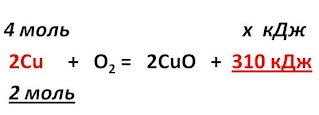 4 моль х кДж
2Cu + O₂ = 2CuO + 310 кДж
2 моль